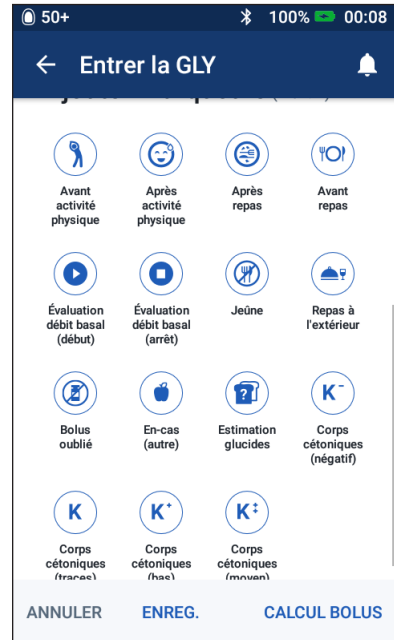 50+ 100% 00:08
Entrer la GLY
Avant Après Après Avant
activité activité repas repas
physique physique
Évaluation Évaluation Jeûne Repas à
débit basal débit basal l'extérieur
(début) (arrêt)
? K-
Bolus En-cas Estimation Corps
oublié (autre) glucides cétoniques
(négatif)
K K+ K‡
Corps Corps Corps
cétoniques cétoniques cétoniques
(traces) (bas) (moyen)
ANNULER ENREG. CALCUL BOLUS